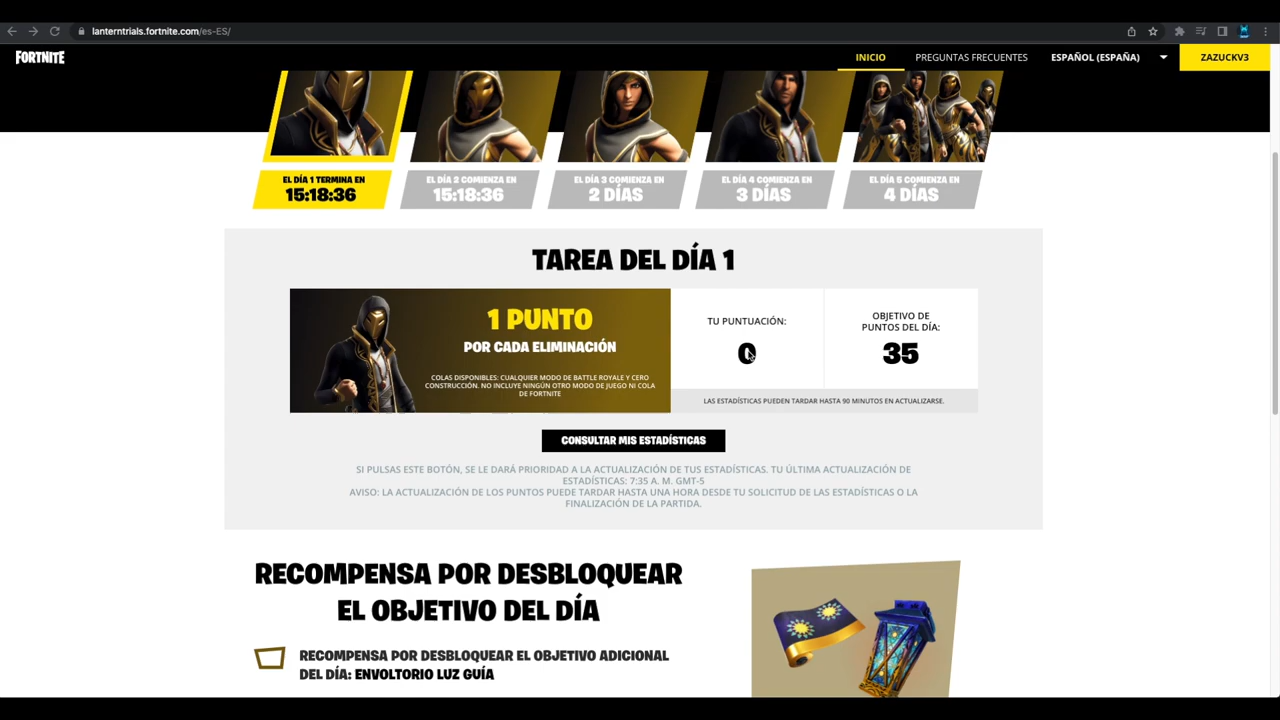 lanterntrials.fortnite.com/es-ES/
FORTNITE
INICIO
PREGUNTAS FRECUENTES
ESPAÑOL (ESPAÑA)
ZAZUCKV3
EL DÍA 1 TERMINA EN
15:18:36
EL DÍA 2 COMIENZA EN
15:18:36
EL DÍA 3 COMIENZA EN
2 DÍAS
EL DÍA 4 COMIENZA EN
3 DÍAS
EL DÍA 5 COMIENZA EN
4 DÍAS
TAREA DEL DÍA 1
1 PUNTO
POR CADA ELIMINACIÓN
COLAS DISPONIBLES: CUALQUIER MODO DE BATTLE ROYALE Y CERO
CONSTRUCCIÓN. NO INCLUYE NINGÚN OTRO MODO DE JUEGO NI COLA
DE FORTNITE
TU PUNTUACIÓN:
0
OBJETIVO DE
PUNTOS DEL DÍA:
35
LAS ESTADÍSTICAS PUEDEN TARDAR HASTA 90 MINUTOS EN ACTUALIZARSE.
CONSULTAR MIS ESTADÍSTICAS
SI PULSAS ESTE BOTÓN, SE LE DARÁ PRIORIDAD A LA ACTUALIZACIÓN DE TUS ESTADÍSTICAS. TU ÚLTIMA ACTUALIZACIÓN DE
ESTADÍSTICAS: 7:35 A. M. GMT-5
AVISO: LA ACTUALIZACIÓN DE LOS PUNTOS PUEDE TARDAR HASTA UNA HORA DESDE TU SOLICITUD DE LAS ESTADÍSTICAS O LA
FINALIZACIÓN DE LA PARTIDA.
RECOMPENSA POR DESBLOQUEAR
EL OBJETIVO DEL DÍA
RECOMPENSA POR DESBLOQUEAR EL OBJETIVO ADICIONAL
DEL DÍA: ENVOLTORIO LUZ GUÍA